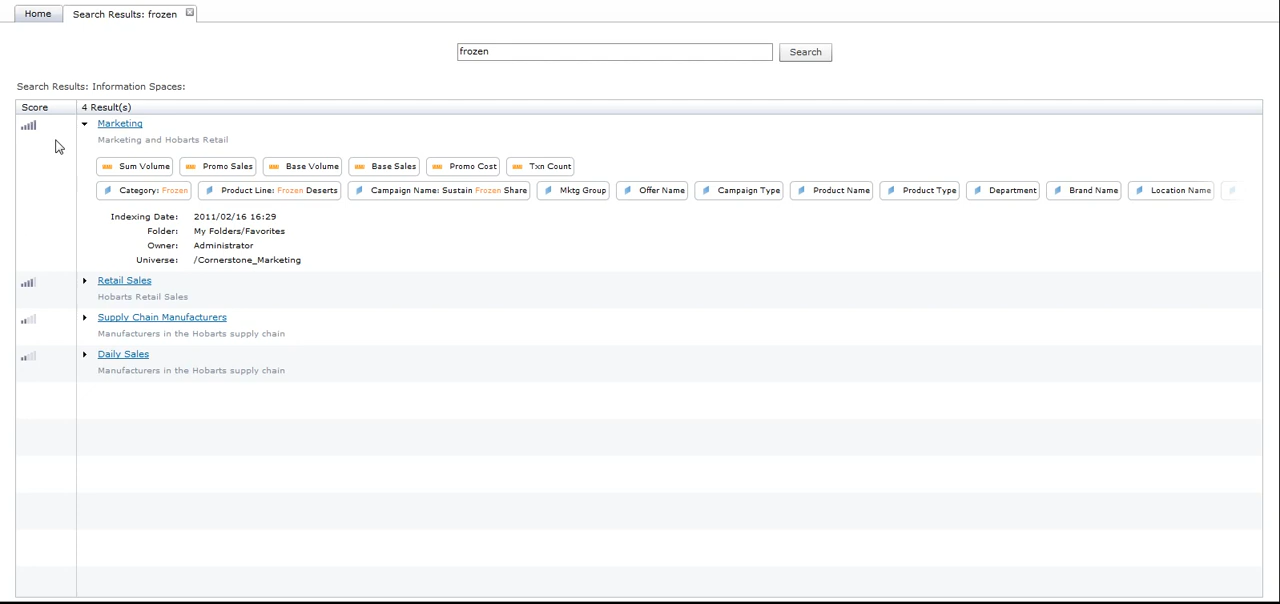 Home
Search Results: frozen
frozen
Search
Search Results: Information Spaces:
Score
4 Result(s)
Marketing
Marketing and Hobarts Retail
Sum Volume
Promo Sales
Base Volume
Base Sales
Promo Cost
Txn Count
Category: Frozen
Product Line: Frozen Deserts
Campaign Name: Sustain Frozen Share
Mktg Group
Offer Name
Campaign Type
Product Name
Product Type
Department
Brand Name
Location Name
Indexing Date: 2011/02/16 16:29
Folder: My Folders/Favorites
Owner: Administrator
Universe: /Cornerstone_Marketing
Retail Sales
Hobarts Retail Sales
Supply Chain Manufacturers
Manufacturers in the Hobarts supply chain
Daily Sales
Manufacturers in the Hobarts supply chain